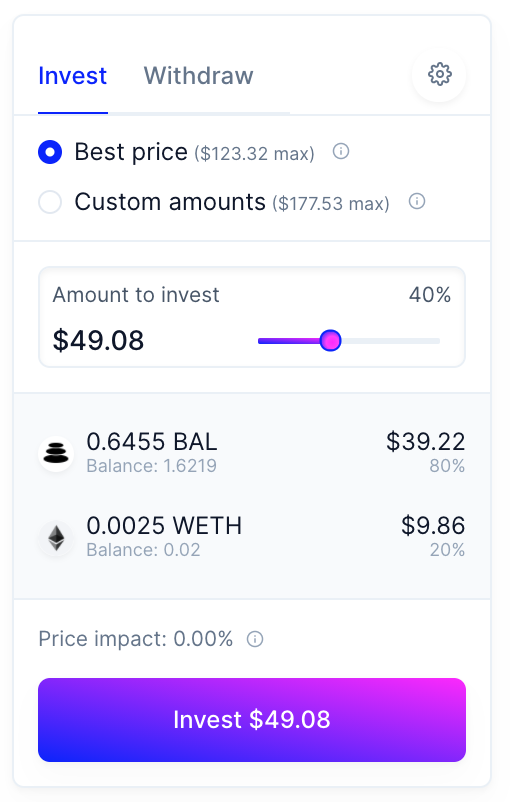 Invest Withdraw
Best price ($123.32 max)
Custom amounts ($177.53 max)
Amount to invest 40%
$49.08
0.6455 BAL $39.22
Balance: 1.6219 80%
0.0025 WETH $9.86
Balance: 0.02 20%
Price impact: 0.00%
Invest $49.08